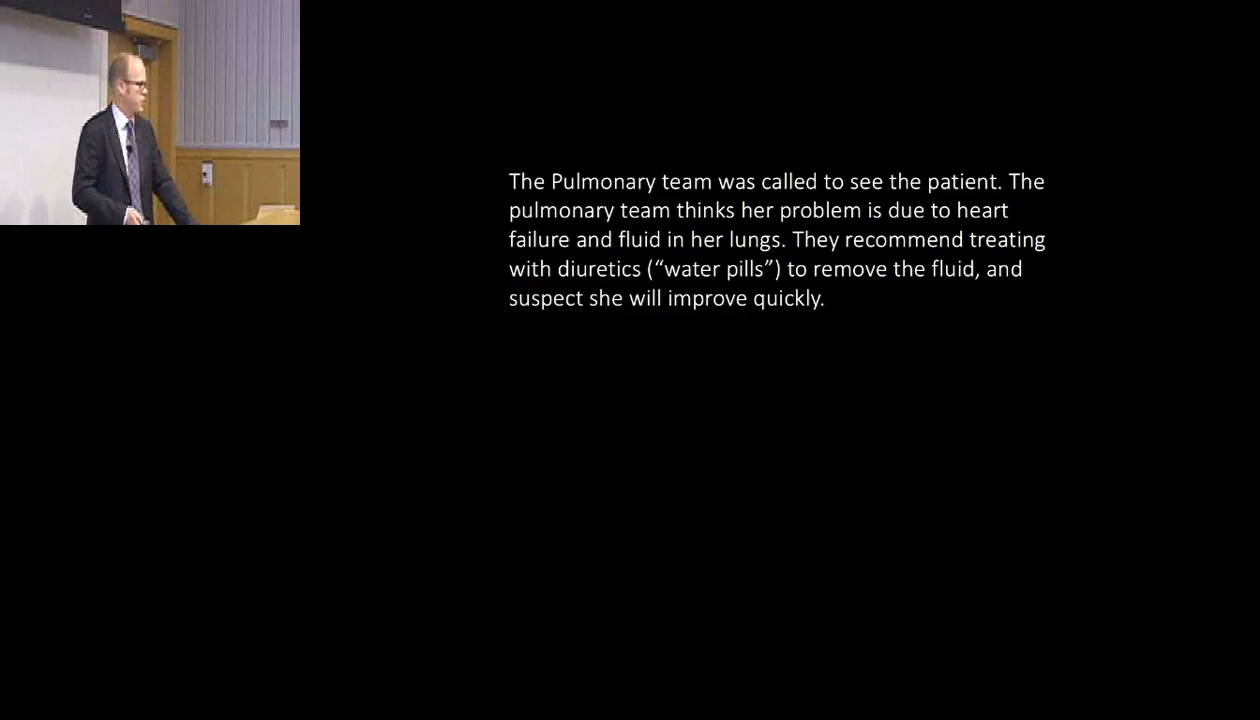 The Pulmonary team was called to see the patient. The
pulmonary team thinks her problem is due to heart
failure and fluid in her lungs. They recommend treating
with diuretics (“water pills”) to remove the fluid, and
suspect she will improve quickly.